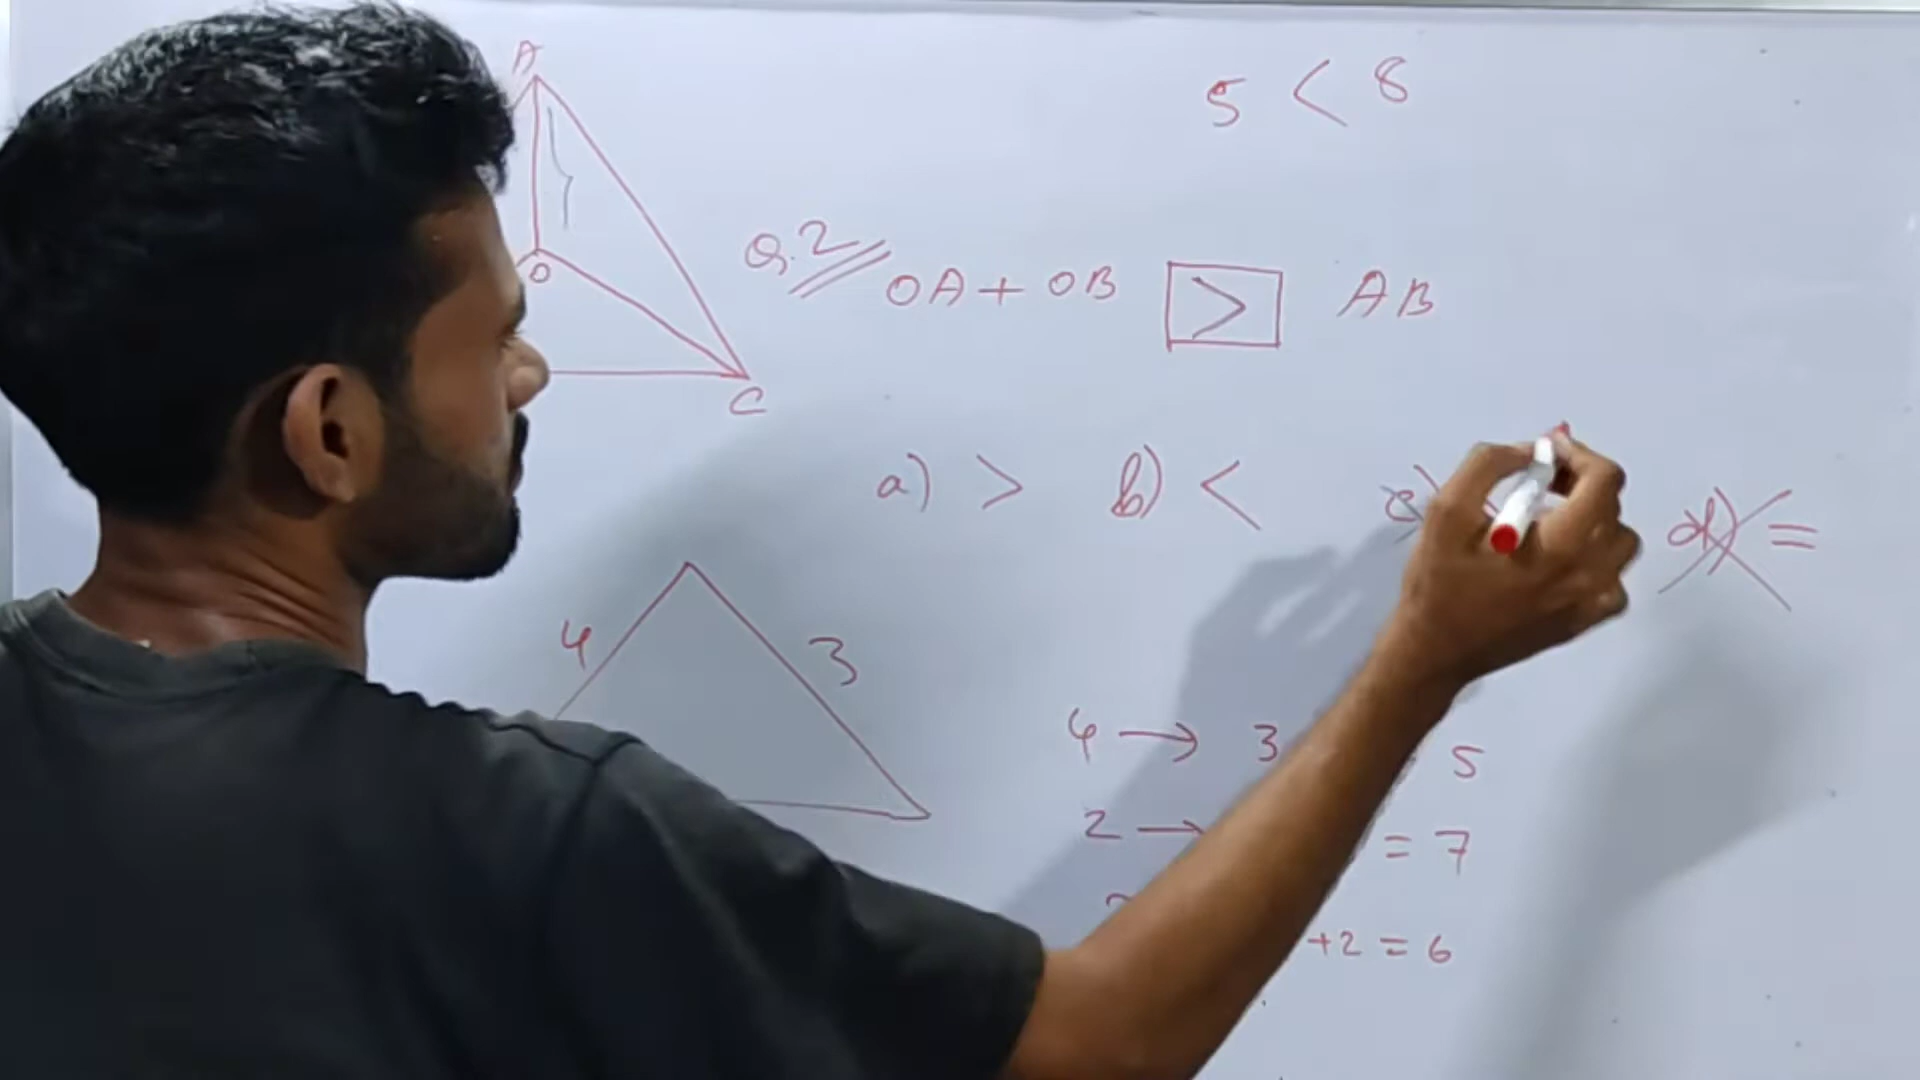 A
5 < 8
O
Q.2
OA + OB > AB
C
a) > b) < c) d) =
4 3
4 → 3 5
2 → = 7
+2 = 6